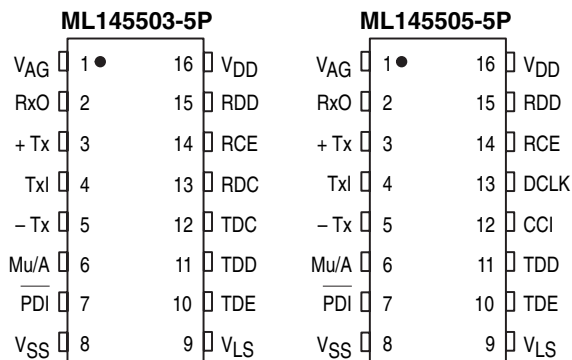 ML145503-5P
VAG 1 16 VDD
RxO 2 15 RDD
+ Tx 3 14 RCE
TxI 4 13 RDC
– Tx 5 12 TDC
Mu/A 6 11 TDD
PDI 7 10 TDE
VSS 8 9 VLS
ML145505-5P
VAG 1 16 VDD
RxO 2 15 RDD
+ Tx 3 14 RCE
TxI 4 13 DCLK
– Tx 5 12 CCI
Mu/A 6 11 TDD
PDI 7 10 TDE
VSS 8 9 VLS